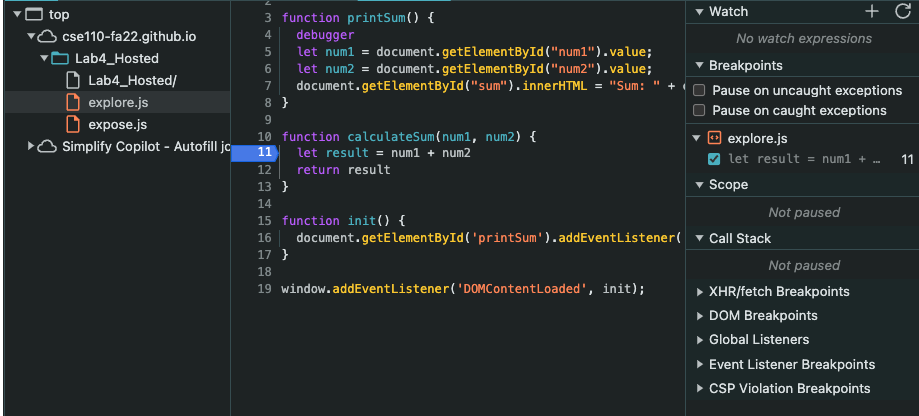 top
cse110-fa22.github.io
Lab4_Hosted
Lab4_Hosted/
explore.js
expose.js
Simplify Copilot - Autofill jo
2
3 function printSum() {
4 debugger
5 let num1 = document.getElementById("num1").value;
6 let num2 = document.getElementById("num2").value;
7 document.getElementById("sum").innerHTML = "Sum: " +
8 }
9
10 function calculateSum(num1, num2) {
11 let result = num1 + num2
12 return result
13 }
14
15 function init() {
16 document.getElementById('printSum').addEventListener(
17 }
18
19 window.addEventListener('DOMContentLoaded', init);
Watch
No watch expressions
Breakpoints
Pause on uncaught exceptions
Pause on caught exceptions
explore.js
let result = num1 + … 11
Scope
Not paused
Call Stack
Not paused
XHR/fetch Breakpoints
DOM Breakpoints
Global Listeners
Event Listener Breakpoints
CSP Violation Breakpoints